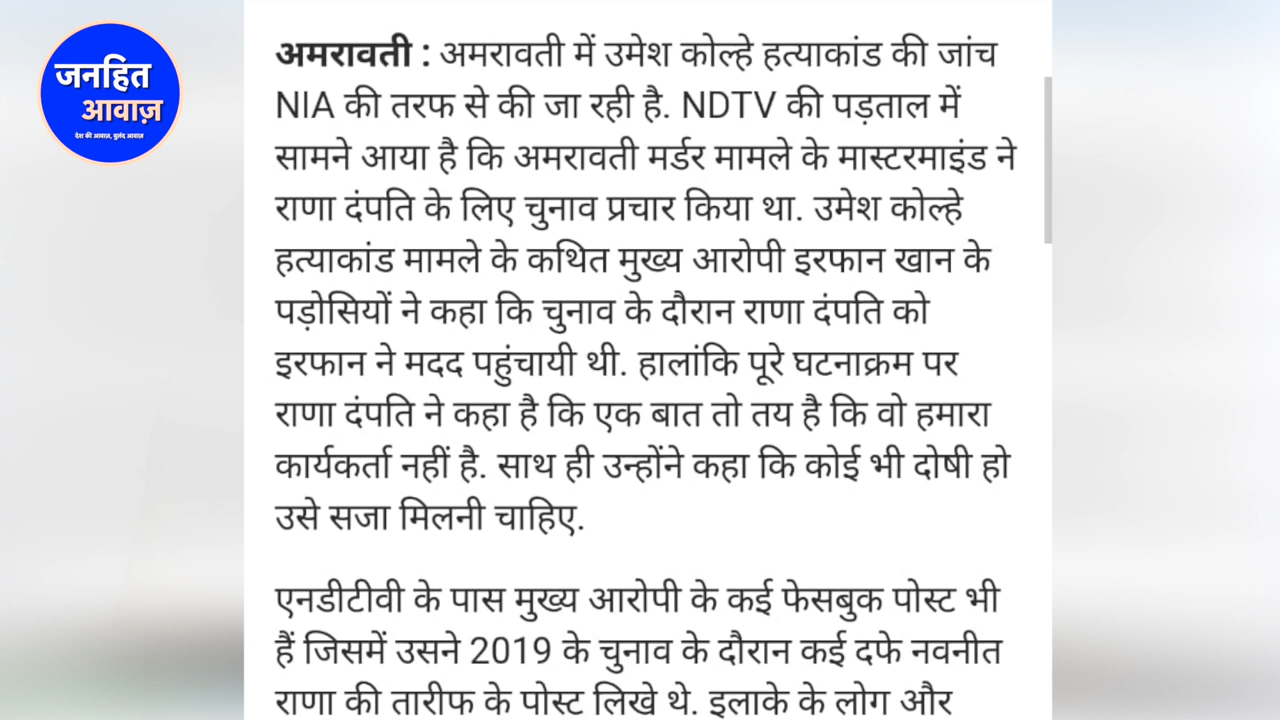 जनहित
आवाज़
देश की आवाज़, बुलंद आवाज़
अमरावती : अमरावती में उमेश कोल्हे हत्याकांड की जांच
NIA की तरफ से की जा रही है. NDTV की पड़ताल में
सामने आया है कि अमरावती मर्डर मामले के मास्टरमाइंड ने
राणा दंपति के लिए चुनाव प्रचार किया था. उमेश कोल्हे
हत्याकांड मामले के कथित मुख्य आरोपी इरफान खान के
पड़ोसियों ने कहा कि चुनाव के दौरान राणा दंपति को
इरफान ने मदद पहुंचायी थी. हालांकि पूरे घटनाक्रम पर
राणा दंपति ने कहा है कि एक बात तो तय है कि वो हमारा
कार्यकर्ता नहीं है. साथ ही उन्होंने कहा कि कोई भी दोषी हो
उसे सजा मिलनी चाहिए.
एनडीटीवी के पास मुख्य आरोपी के कई फेसबुक पोस्ट भी
हैं जिसमें उसने 2019 के चुनाव के दौरान कई दफे नवनीत
राणा की तारीफ के पोस्ट लिखे थे. इलाके के लोग और